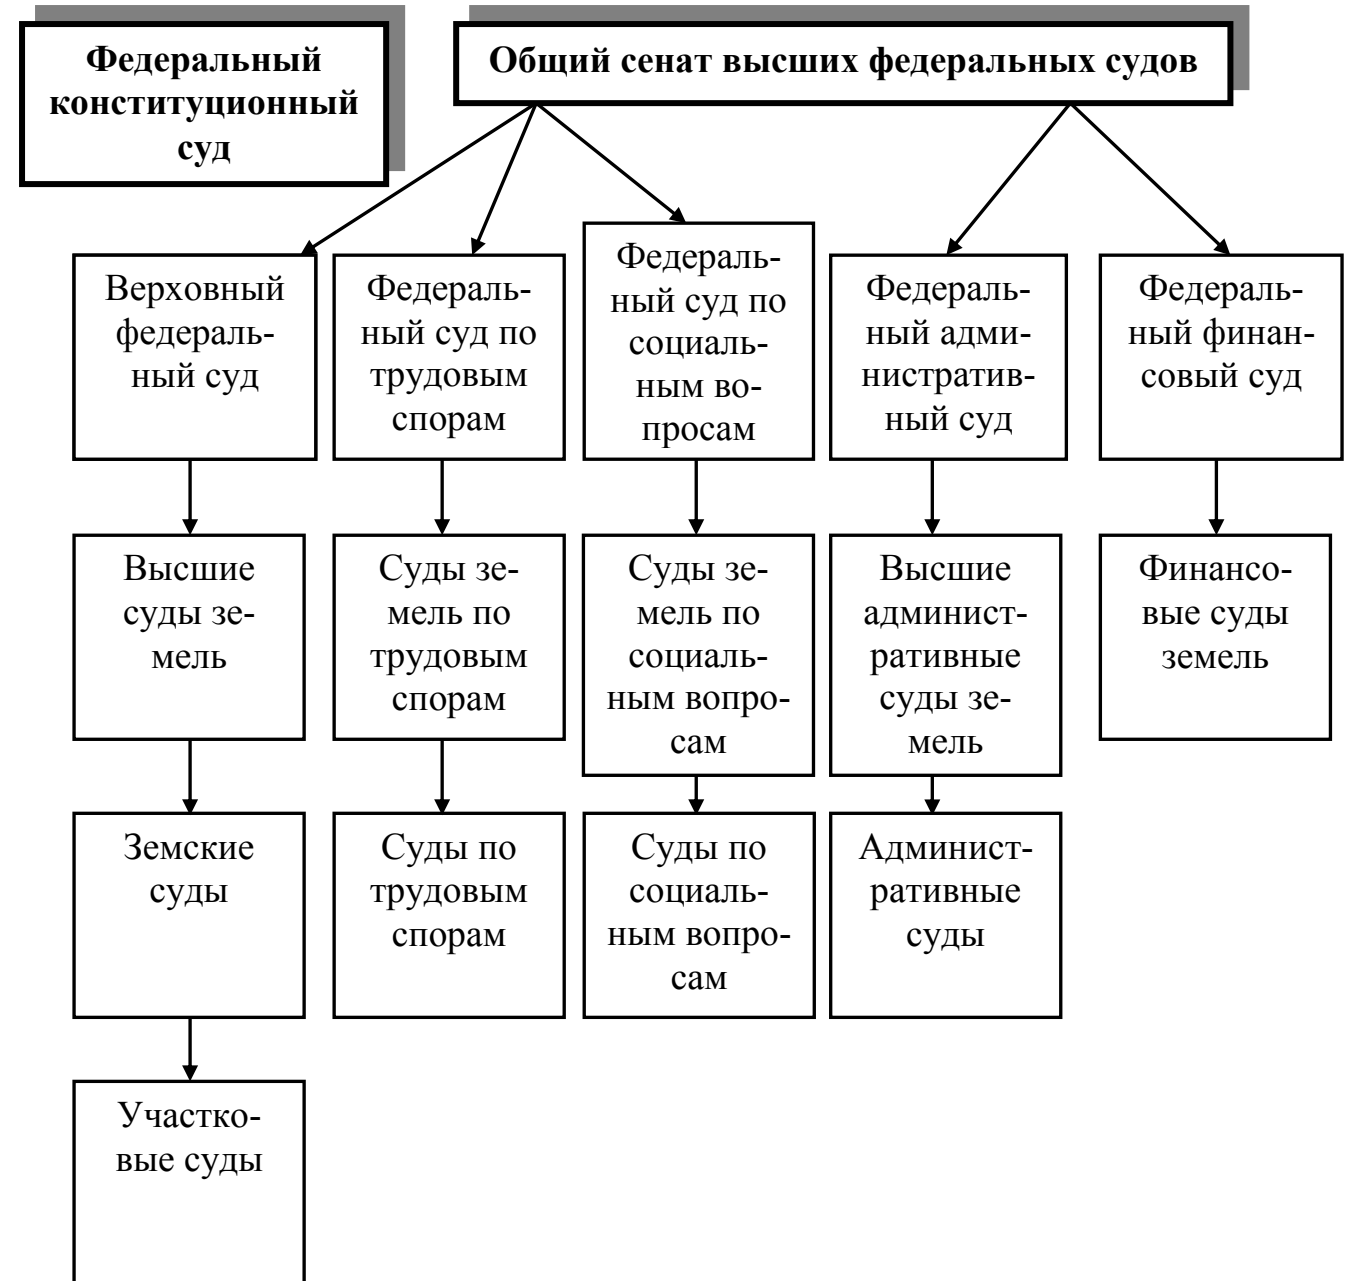 Федеральный
конституционный
суд
Общий сенат высших федеральных судов
Верховный
федераль-
ный суд
Федераль-
ный суд по
трудовым
спорам
Федераль-
ный суд по
социаль-
ным во-
просам
Федераль-
ный адми-
нистратив-
ный суд
Федераль-
ный финан-
совый суд
Высшие
суды зе-
мель
Суды зе-
мель по
трудовым
спорам
Суды зе-
мель по
социаль-
ным вопро-
сам
Высшие
админист-
ративные
суды зе-
мель
Финансо-
вые суды
земель
Земские
суды
Суды по
трудовым
спорам
Суды по
социаль-
ным вопро-
сам
Админист-
ративные
суды
Участко-
вые суды